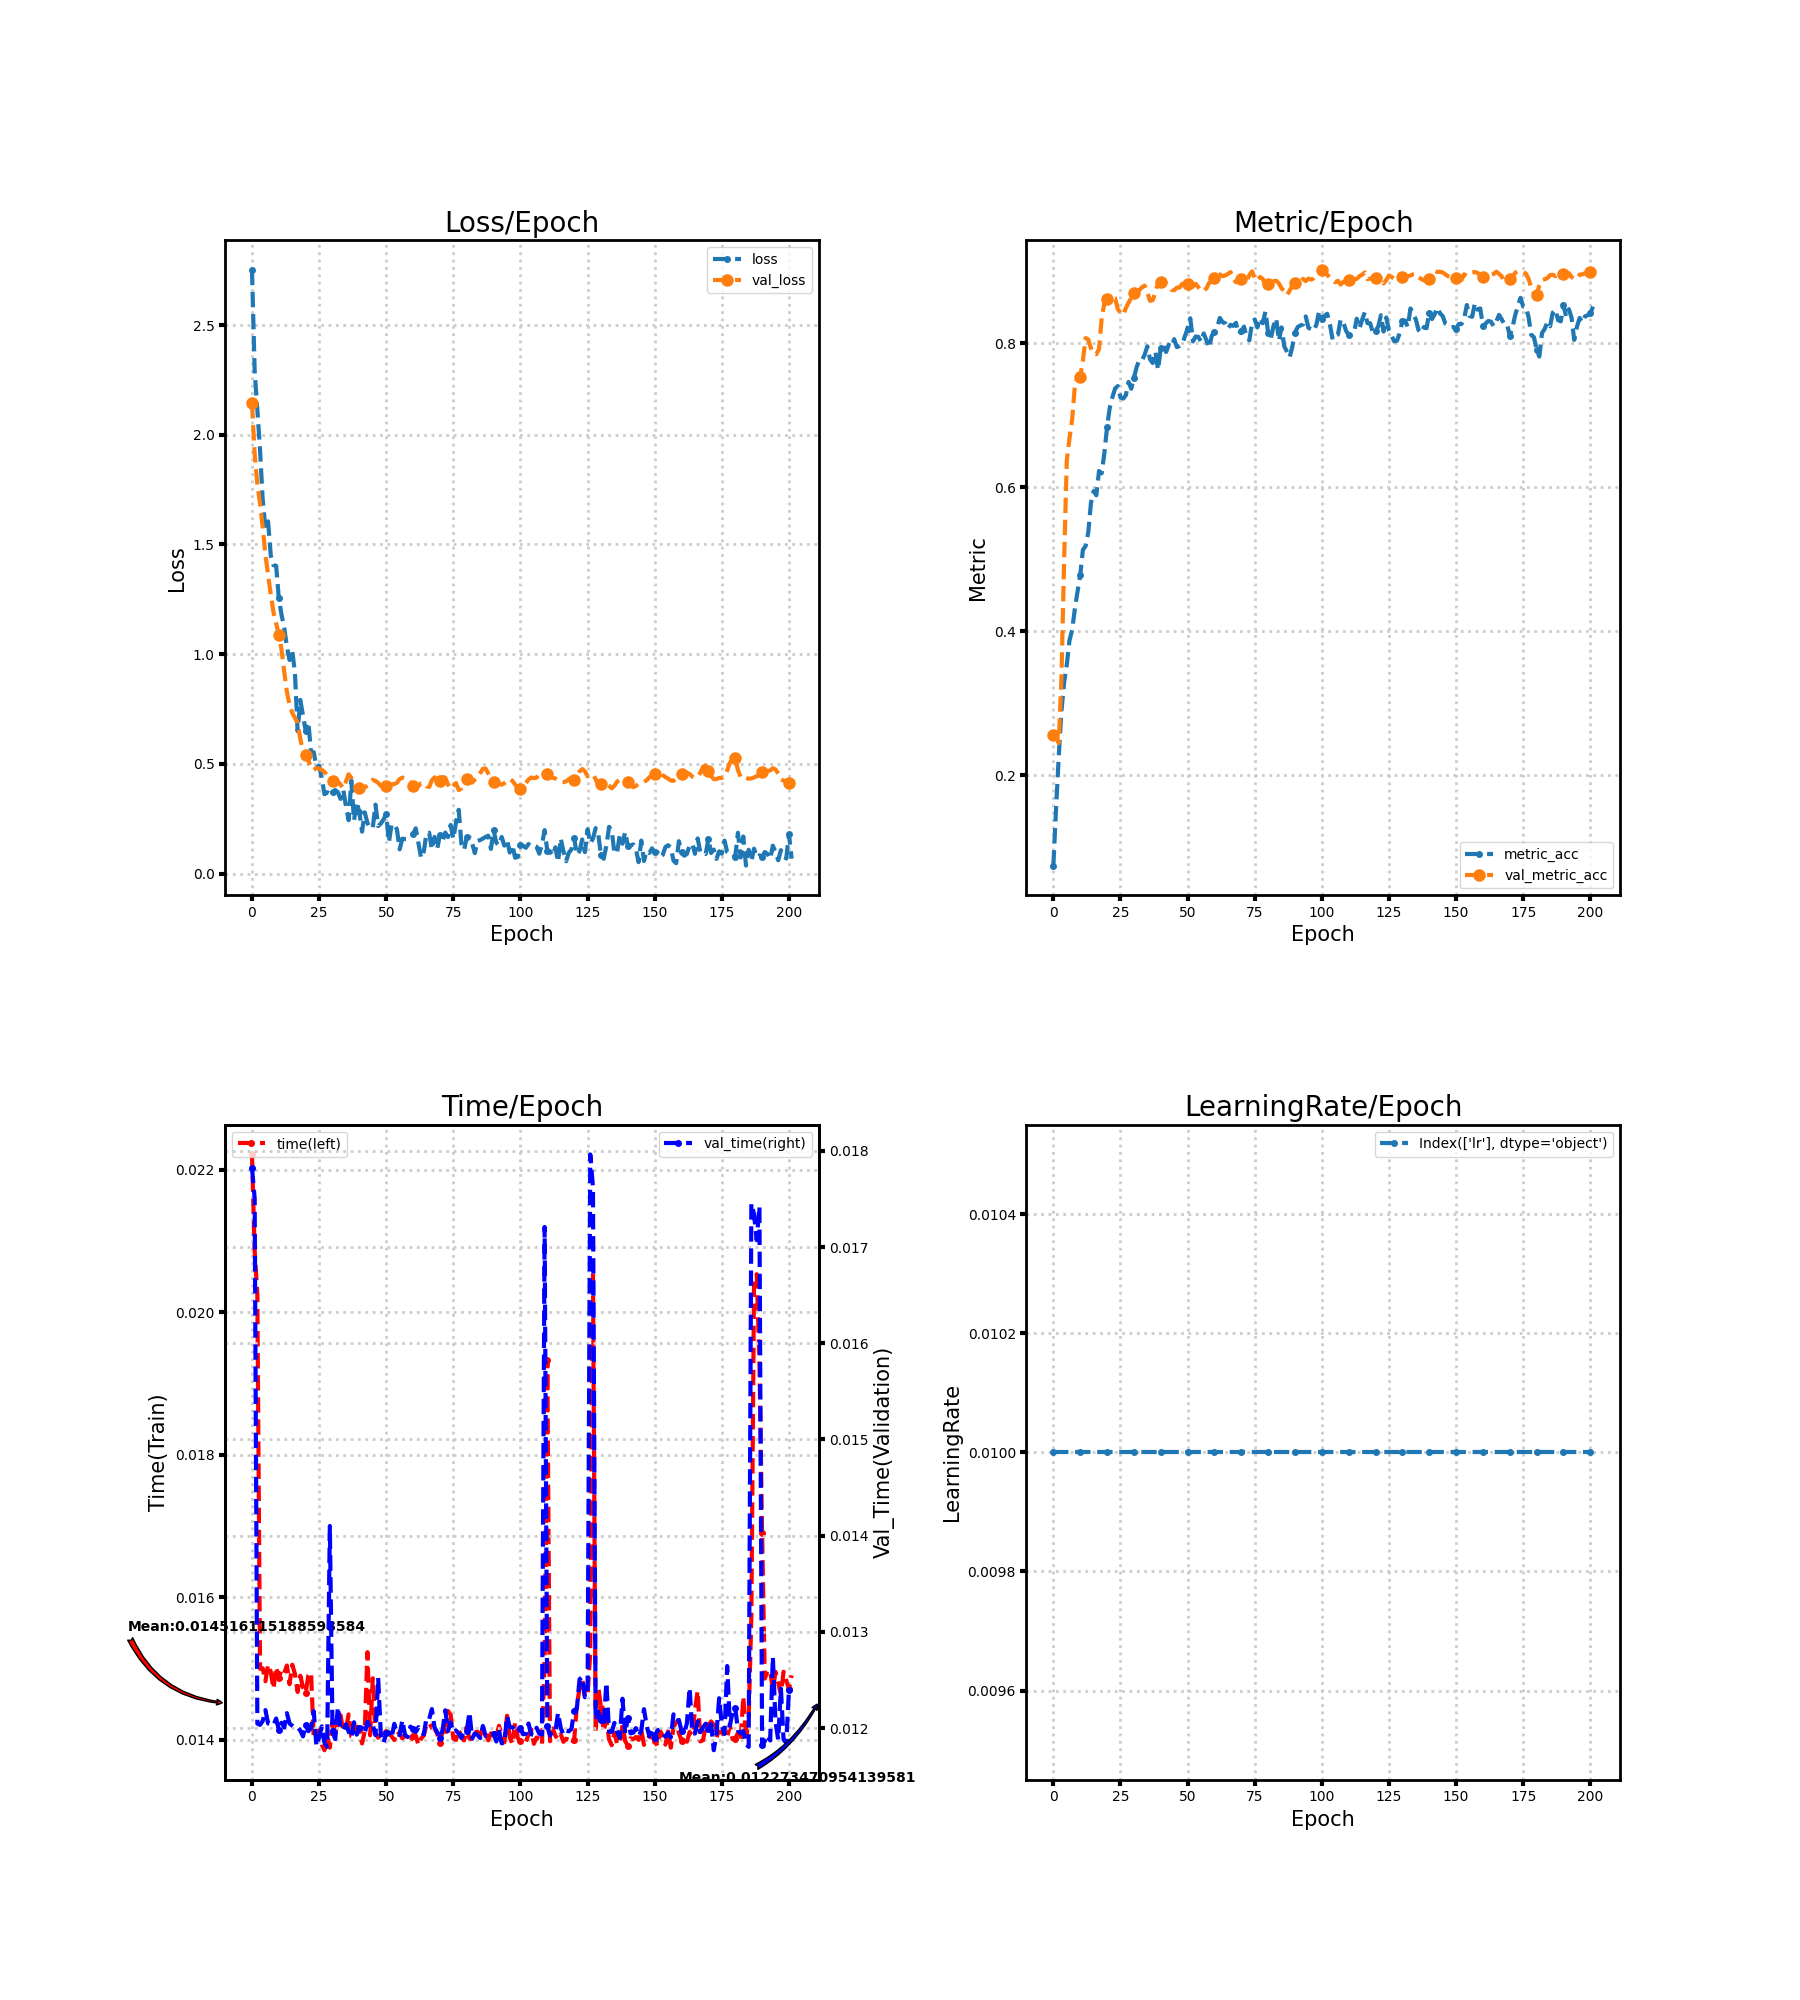 Loss/Epoch
loss
val_loss
2.5
2.0
1.5
1.0
0.5
0.0
Loss
0 25 50 75 100 125 150 175 200
Epoch
Metric/Epoch
0.8
0.6
0.4
0.2
Metric
metric_acc
val_metric_acc
0 25 50 75 100 125 150 175 200
Epoch
Time/Epoch
time(left)
val_time(right)
0.022
0.020
0.018
0.016
0.014
Time(Train)
0.018
0.017
0.016
0.015
0.014
0.013
0.012
Val_Time(Validation)
Mean:0.012273470954139581
0 25 50 75 100 125 150 175 200
Epoch
LearningRate/Epoch
Index(['lr'], dtype='object')
0.0104
0.0102
0.0100
0.0098
0.0096
LearningRate
0 25 50 75 100 125 150 175 200
Epoch